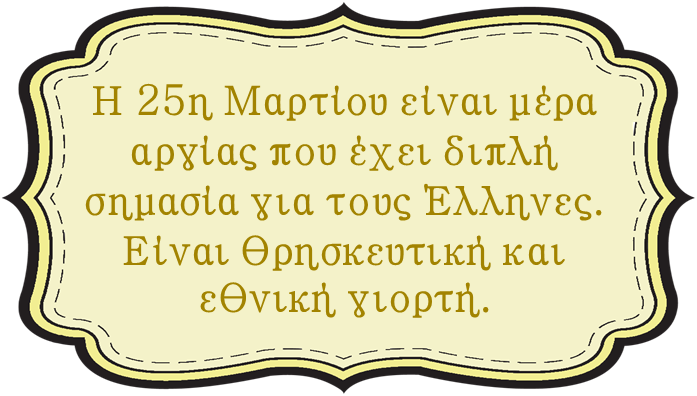 Η 25η Μαρτίου είναι μέρα
αργίας που έχει διπλή
σημασία για τους Έλληνες.
Είναι θρησκευτική και
εθνική γιορτή.